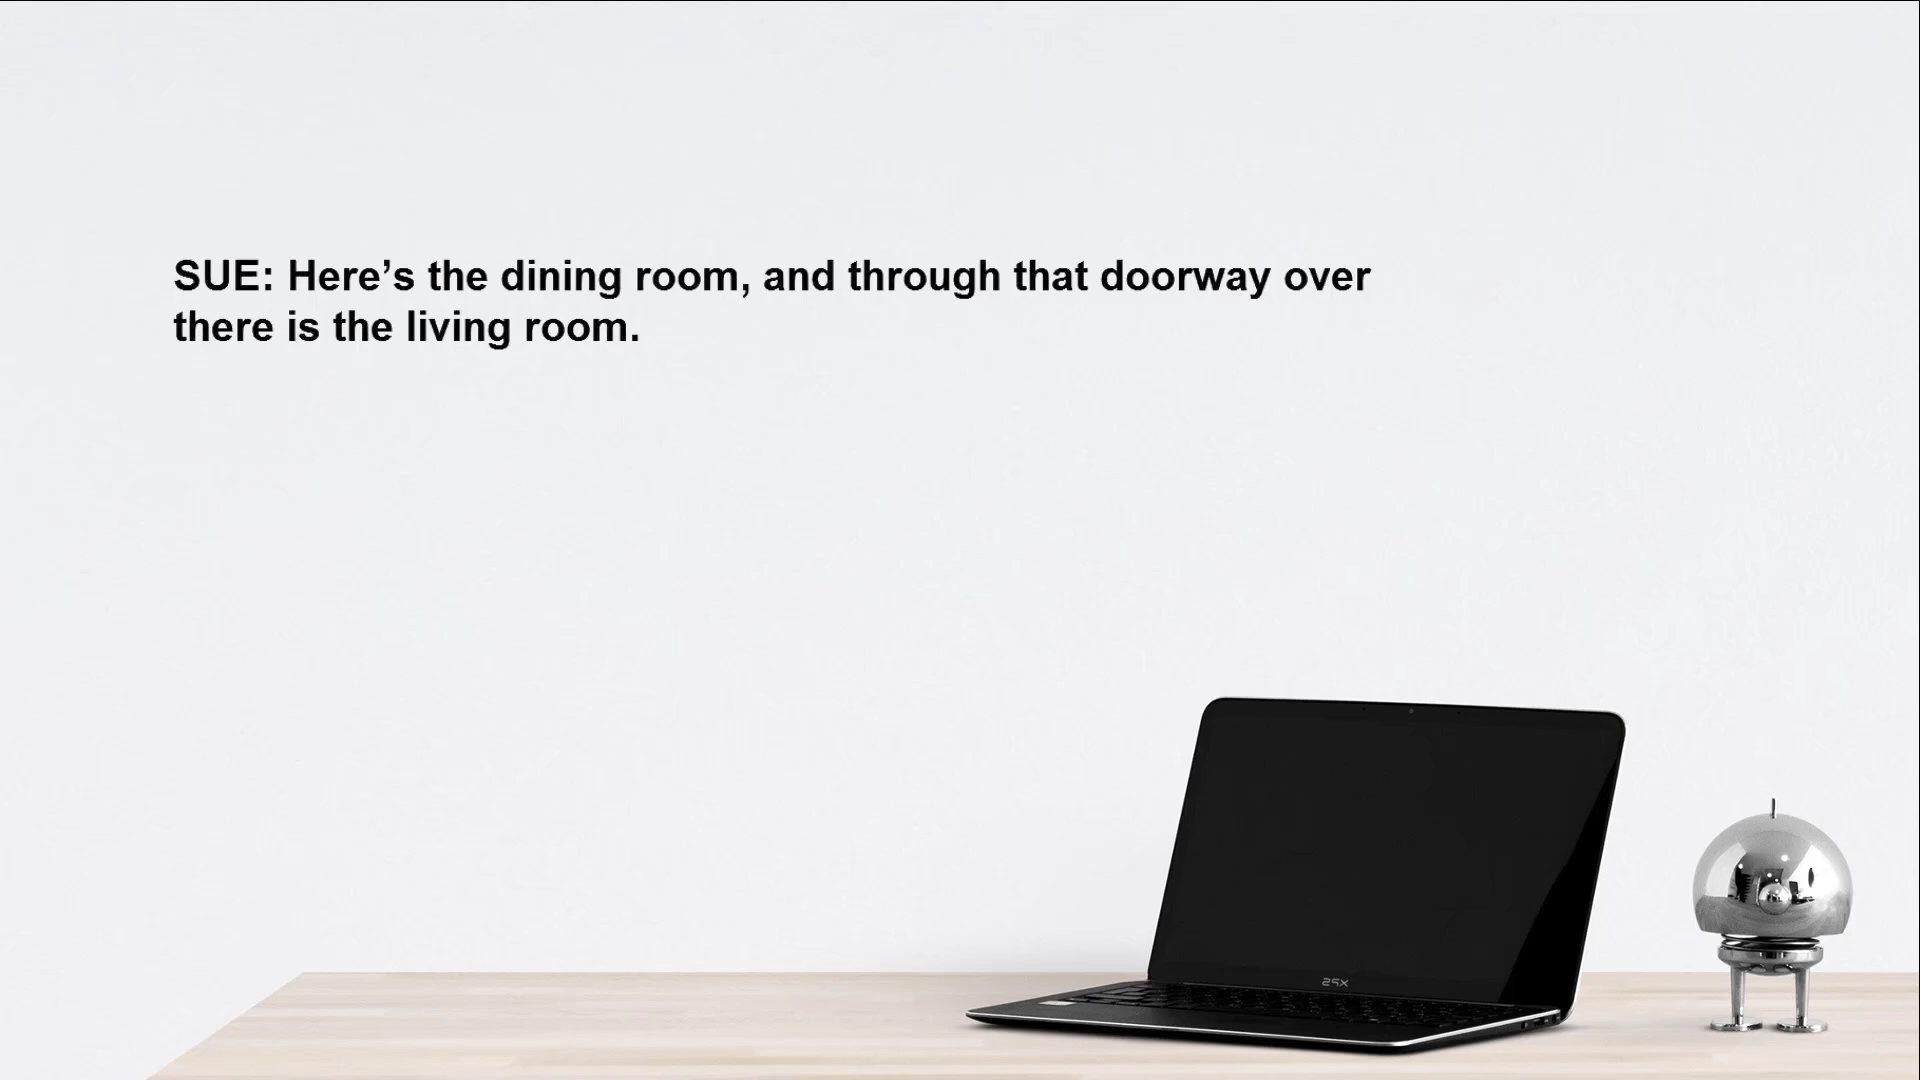 SUE: Here’s the dining room, and through that doorway over
there is the living room.
XPS